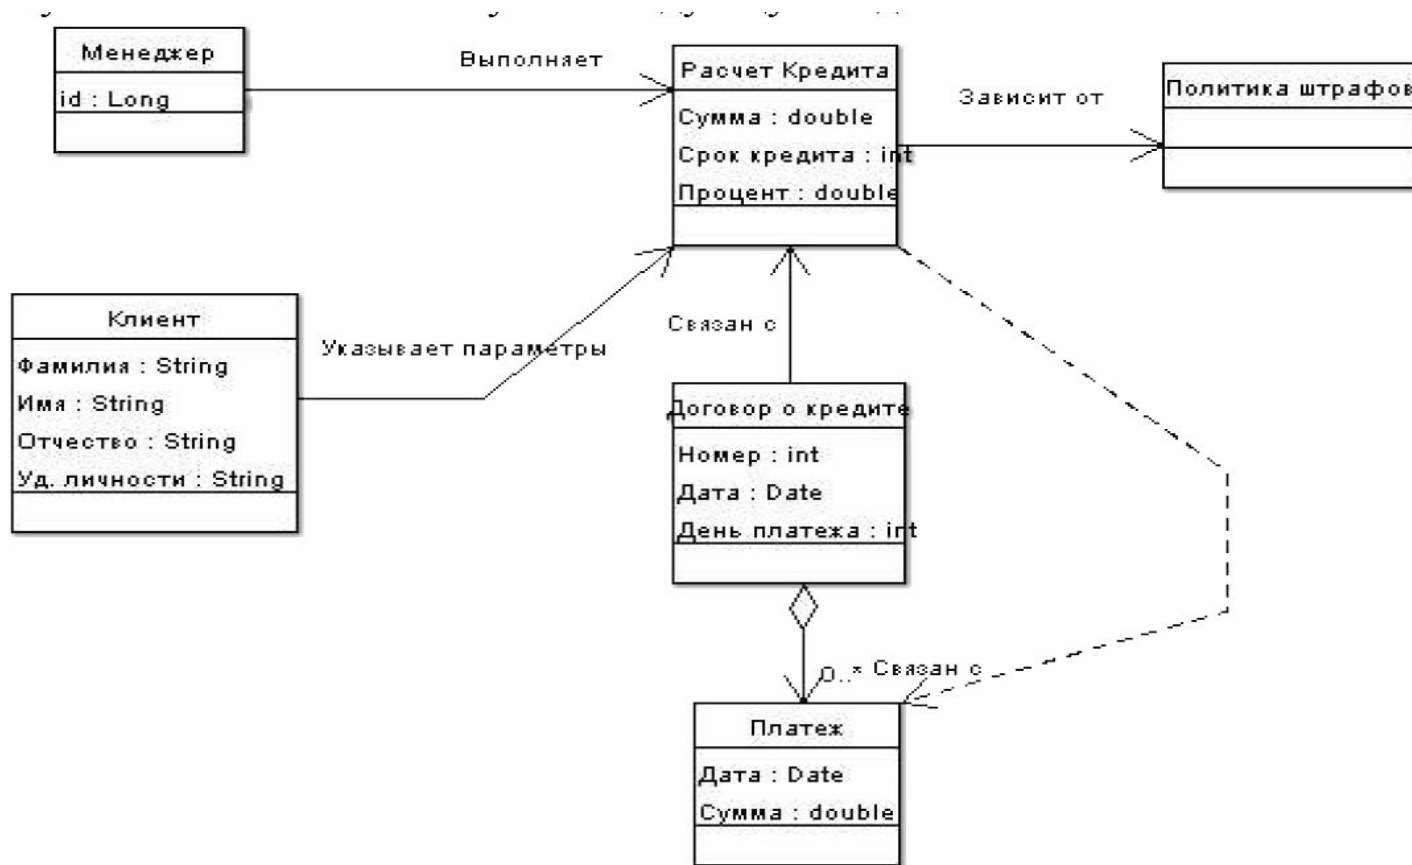 Менеджер
id : Long
Выполняет
Расчет Кредита
Сумма : double
Срок кредита : int
Процент : double
Зависит от
Политика штрафов
Клиент
Фамилия : String
Имя : String
Отчество : String
Уд. личности : String
Указывает параметры
Связан с
Договор о кредите
Номер : int
Дата : Date
День платежа : int
0..* Связан с
Платеж
Дата : Date
Сумма : double